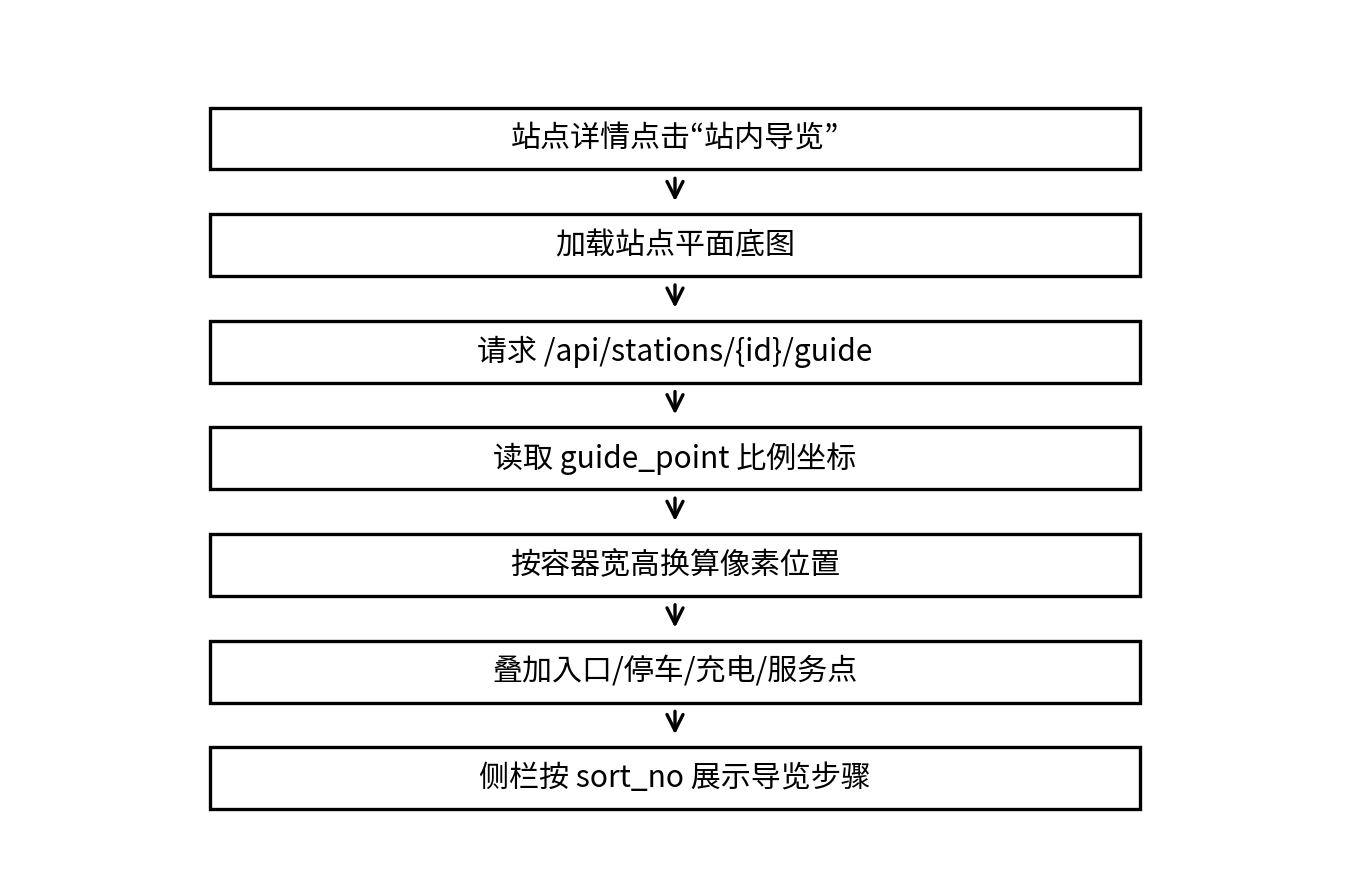 站点详情点击“站内导览”
加载站点平面底图
请求 /api/stations/{id}/guide
读取 guide_point 比例坐标
按容器宽高换算像素位置
叠加入口/停车/充电/服务点
侧栏按 sort_no 展示导览步骤